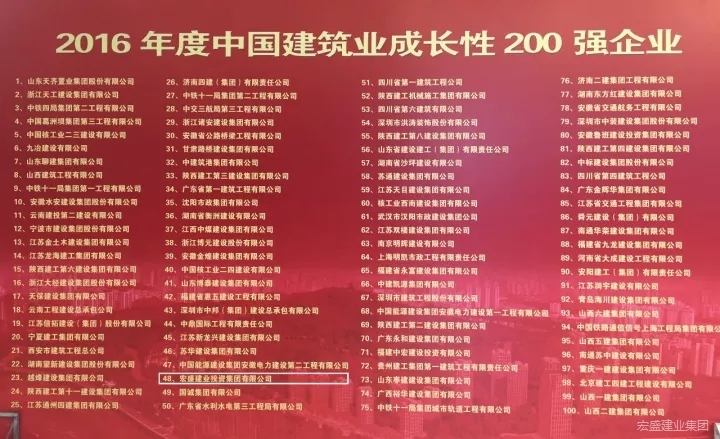 2016 年度中国建筑业成长性 200 强企业
1、山东天齐置业集团股份有限公司
2、浙江天工建设集团有限公司
3、中铁四局集团第二工程有限公司
4、中国葛洲坝集团第三工程有限公司
5、中国核工业二三建设有限公司
6、九冶建设有限公司
7、山东聊建集团有限公司
8、山西建筑工程有限公司
9、中铁十一局集团第一工程有限公司
10、安徽水安建设集团股份有限公司
11、云南建投第二建设有限公司
12、宁波市建设集团股份有限公司
13、江苏金土木建设集团有限公司
14、江苏龙海建工集团有限公司
15、陕西建工第六建设集团有限公司
16、浙江大经建设集团股份有限公司
17、天保建设集团有限公司
18、云南工程建设总承包公司
19、江苏信拓建设（集团）股份有限公司
20、宁夏建工集团有限公司
21、西安市建筑工程总公司
22、湖南望新建设集团股份有限公司
23、越烽建设集团有限公司
24、陕西建工第十一建设集团有限公司
25、江苏通州四建集团有限公司
26、济南四建（集团）有限责任公司
27、中铁十一局集团第三工程有限公司
28、中交三航局第三工程有限公司
29、浙江诸安建设集团有限公司
30、安徽省公路桥梁工程有限公司
31、甘肃路桥建设集团有限公司
32、中建筑港集团有限公司
33、陕西建工第三建设集团有限公司
34、广东省第一建筑工程有限公司
35、沈阳市政集团有限公司
36、湖南省衡洲建设有限公司
37、江西中煤建设集团有限公司
38、浙江博元建设股份有限公司
39、安徽金煌建设集团有限公司
40、中国核工业二四建设有限公司
41、山东博泰建设集团有限公司
42、福建省惠五建设工程有限公司
43、深圳市中邦（集团）建设总承包有限公司
44、中鼎国际工程有限责任公司
45、江苏新龙兴建设集团有限公司
46、苏华建设集团有限公司
47、中国能源建设集团安徽电力建设第二工程有限公司
48、宏盛建业投资集团有限公司
49、国诚集团有限公司
50、广东省水利水电第三工程局有限公司
51、四川省第一建筑工程公司
52、陕西建工机械施工集团有限公司
53、四川省第六建筑有限公司
54、深圳市洪涛装饰股份有限公司
55、陕西建工第八建设集团有限公司
56、山东省建设建工（集团）有限责任公司
57、湖南省沙坪建设有限公司
58、苏通建设集团有限公司
59、江苏天目建设集团有限公司
60、核工业西南建设集团有限公司
61、武汉市汉阳市政建设集团有限公司
62、江苏双楼建设集团有限公司
63、南京明辉建设有限公司
64、上海明凯市政工程有限责任公司
65、福建省永富建设集团有限公司
66、中建凯源集团有限公司
67、深圳市建筑工程股份有限公司
68、中国能源建设集团安徽电力建设第一工程有限公司
69、陕西建工第二建设集团有限公司
70、广东永和建设集团有限公司
71、福建中宏建设投资有限公司
72、贵州建工集团第一建筑工程有限责任公司
73、山东亭建建设集团有限公司
74、广西裕华建设集团有限公司
75、中铁十一局集团城市轨道工程有限公司
76、济南二建集团工程有限公司
77、湖南东方红建设集团有限公司
78、安徽省交通航务工程有限公司
79、深圳市中装建设集团股份有限公司
80、安徽鲁班建设投资集团有限公司
81、陕西建工第四建设集团有限公司
82、中标建设集团股份有限公司
83、四川省第四建筑工程公司
84、广东金辉华集团有限公司
85、江苏省交通工程集团有限公司
86、舜元建设（集团）有限公司
87、南通华荣建设集团有限公司
88、福建省九龙建设集团有限公司
89、河南省大成建设工程有限公司
90、安阳建工（集团）有限责任公司
91、江苏润宇建设有限公司
92、青岛海川建设集团有限公司
93、山东六建集团有限公司
94、中国铁路通信信号上海工程局集团有限公司
95、山西五建集团有限公司
96、南通苏中建设有限公司
97、重庆一建建设集团有限公司
98、北京建工四建工程建设有限公司
99、山西一建集团有限公司
100、山西二建集团有限公司
宏盛建业集团